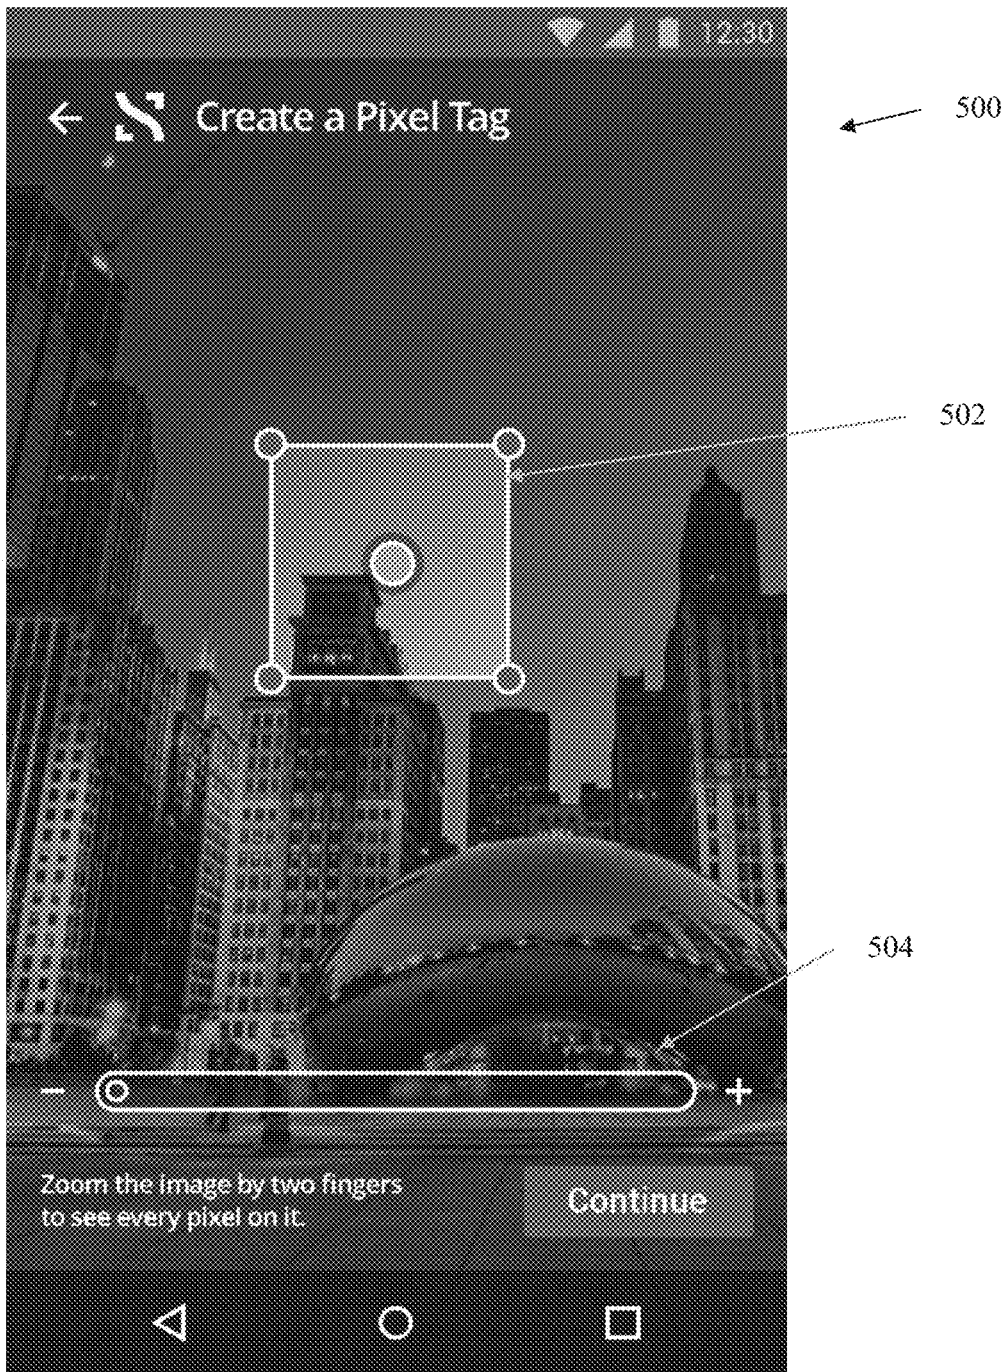 12:30
Create a Pixel Tag
500
502
504
Zoom the image by two fingers
to see every pixel on it.
Continue